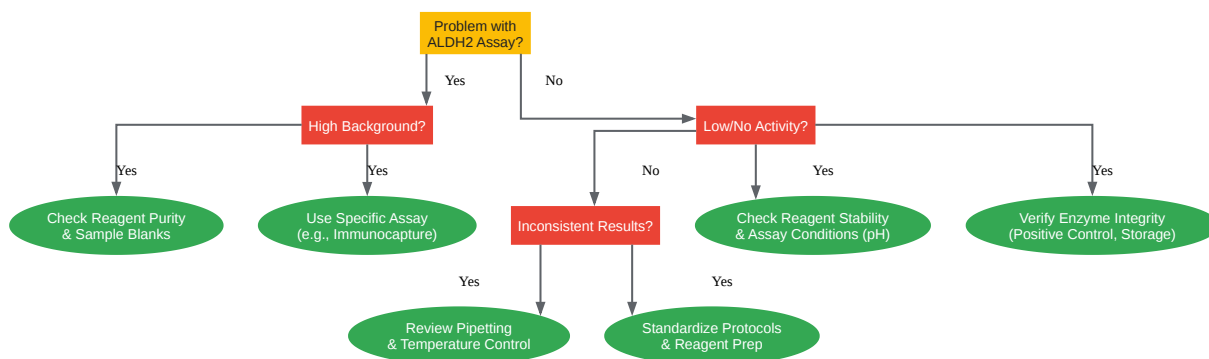 Problem with
ALDH2 Assay?
Yes
No
High Background?
Low/No Activity?
Yes
Yes
No
Yes
Yes
Check Reagent Purity
& Sample Blanks
Use Specific Assay
(e.g., Immunocapture)
Inconsistent Results?
Check Reagent Stability
& Assay Conditions (pH)
Verify Enzyme Integrity
(Positive Control, Storage)
Yes
Yes
Review Pipetting
& Temperature Control
Standardize Protocols
& Reagent Prep